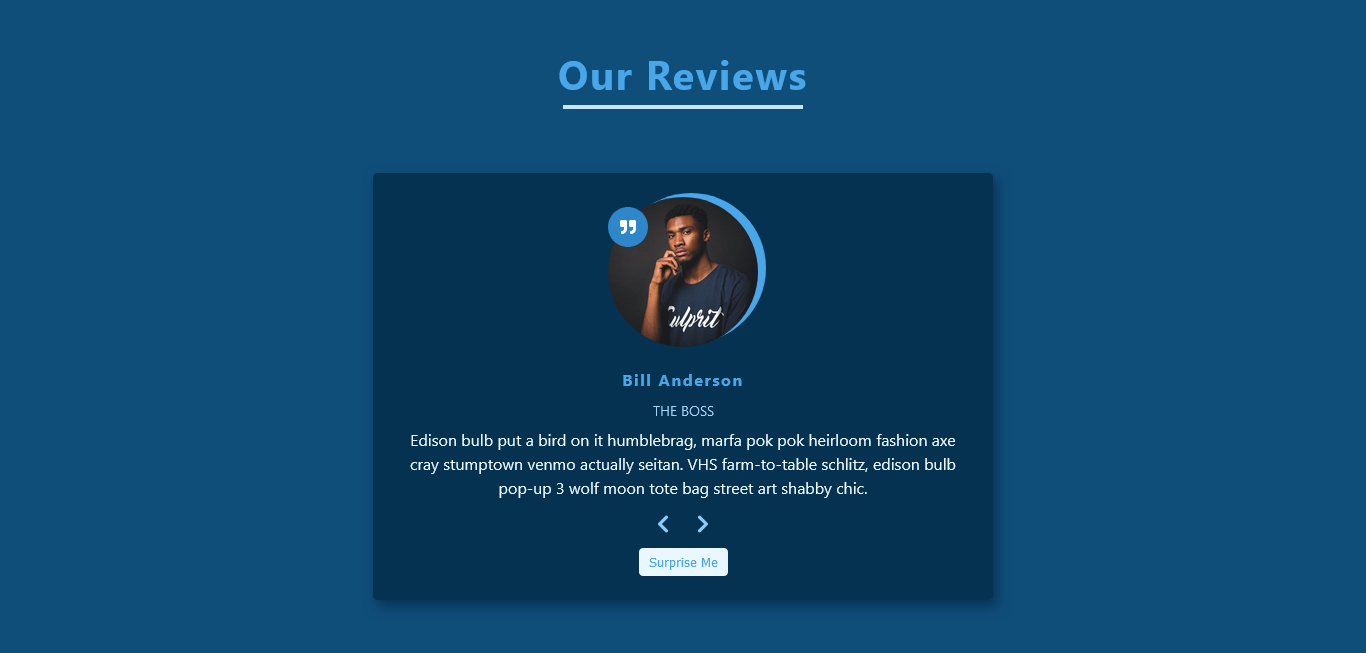 Our Reviews
ulprit
Bill Anderson
THE BOSS
Edison bulb put a bird on it humblebrag, marfa pok pok heirloom fashion axe
cray stumptown venmo actually seitan. VHS farm-to-table schlitz, edison bulb
pop-up 3 wolf moon tote bag street art shabby chic.
Surprise Me